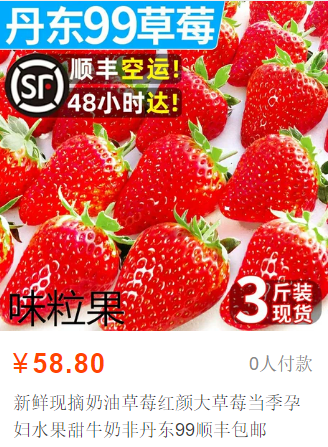 丹东99草莓
SF
顺丰空运!
48小时达!
味粒果
3斤装
现货
¥58.80
0人付款
新鲜现摘奶油草莓红颜大草莓当季孕
妇水果甜牛奶非丹东99顺丰包邮